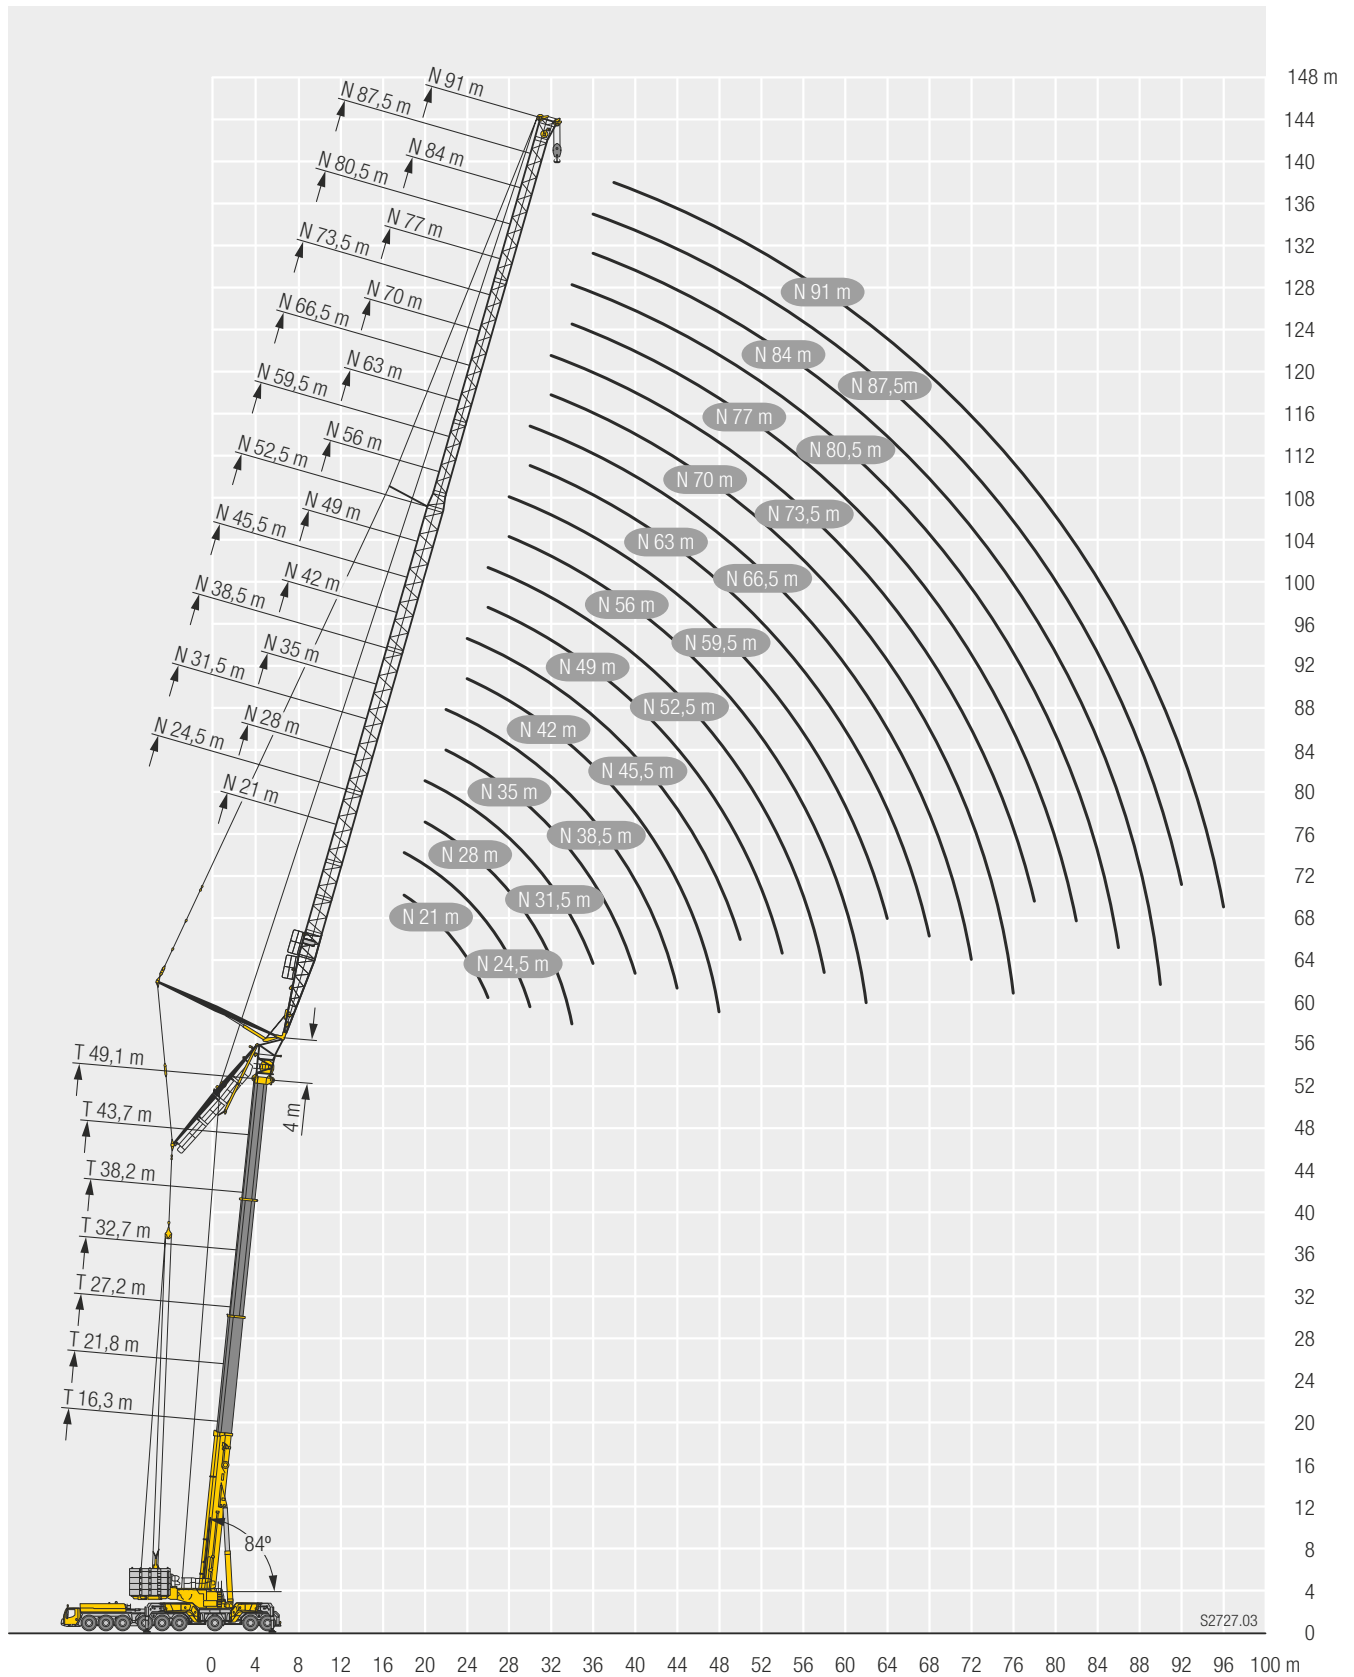 148 m
N 91 m
N 87,5 m
144
N 84 m
140
N 80,5 m
136
N 77 m
N 73,5 m
132
N 91 m
128
N 70 m
N 66,5 m
124
N 84 m
120
N 63 m
N 87,5m
N 59,5 m
116
N 77 m
N 56 m
112
N 80,5 m
N 52,5 m
N 70 m
108
N 49 m
N 73,5 m
N 45,5 m
104
N 63 m
100
N 42 m
N 66,5 m
N 38,5 m
N 56 m
96
N 35 m
N 59,5 m
N 31,5 m
92
N 49 m
88
N 52,5 m
N 28 m
N 24,5 m
N 42 m
84
N 45,5 m
N 21 m
80
N 35 m
76
N 38,5 m
N 28 m
72
N 31,5 m
N 21 m
68
N 24,5 m
64
60
56
T 49,1 m
52
4 m
T 43,7 m
48
T 38,2 m
44
40
T 32,7 m
36
T 27,2 m
32
28
T 21,8 m
24
T 16,3 m
20
16
12
84º
8
4
S2727.03
0
0 4 8 12 16 20 24 28 32 36 40 44 48 52 56 60 64 68 72 76 80 84 88 92 96 100 m